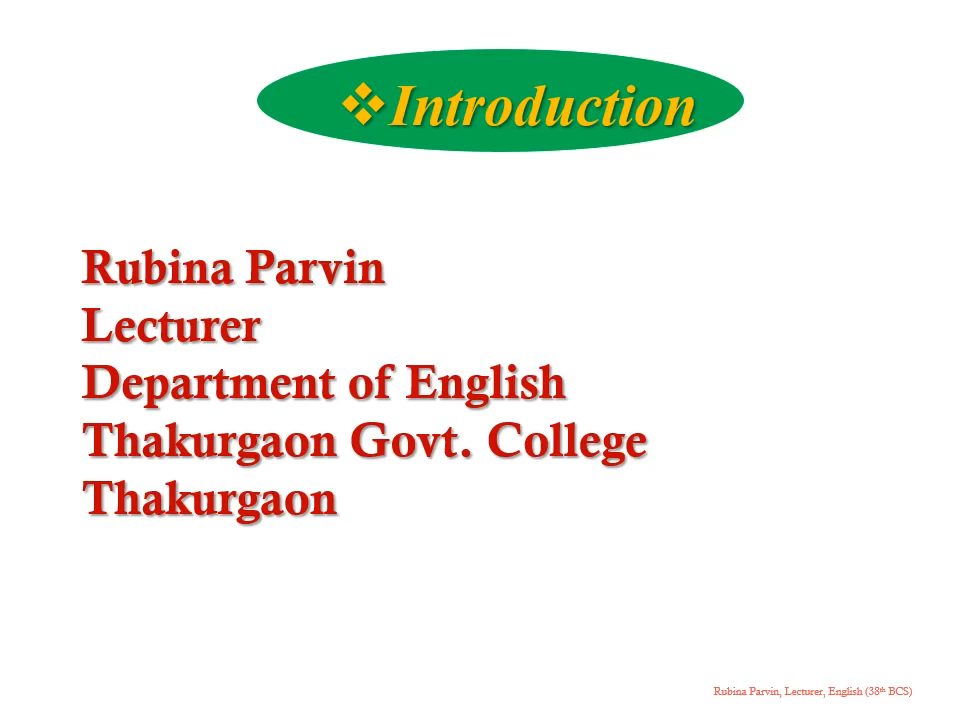 ❖Introduction
Rubina Parvin
Lecturer
Department of English
Thakurgaon Govt. College
Thakurgaon
Rubina Parvin, Lecturer, English (38th BCS)